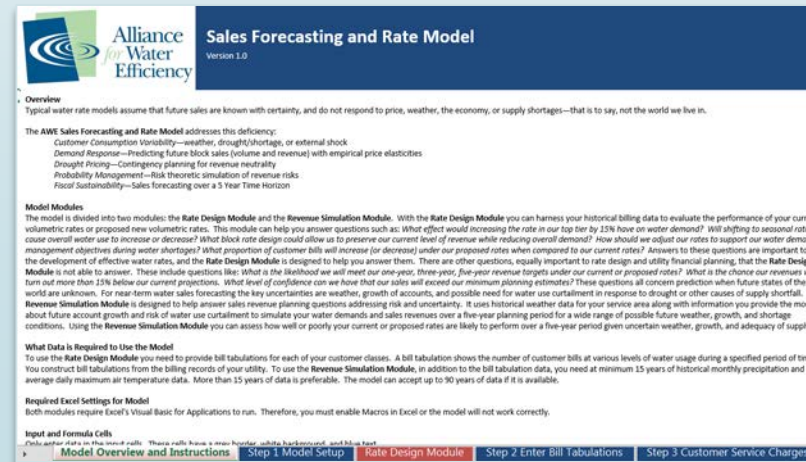 Alliance
for Water
Efficiency
Sales Forecasting and Rate Model
Version 1.0
Overview
Typical water rate models assume that future sales are known with certainty, and do not respond to price, weather, the economy, or supply shortages—that is to say, not the world we live in.
The AWE Sales Forecasting and Rate Model addresses this deficiency:
Customer Consumption Variability—weather, drought/shortage, or external shock
Demand Response—Predicting future block sales (volume and revenue) with empirical price elasticities
Drought Pricing—Contingency planning for revenue neutrality
Probability Management—Risk theoretic simulation of revenue risks
Fiscal Sustainability—Sales forecasting over a 5 Year Time Horizon
Model Modules
The model is divided into two modules: the Rate Design Module and the Revenue Simulation Module. With the Rate Design Module you can harness your historical billing data to evaluate the performance of your
volumetric rates or proposed new volumetric rates. This module can help you answer questions such as: What effect would increasing the rate in our top tier by 15% have on water demand? Will shifting to seasonal
cause overall water use to increase or decrease? What block rate design could allow us to preserve our current level of revenue while reducing overall demand? How should we adjust our rates to support our water
management objectives during water shortages? What proportion of customer bills will increase (or decrease) under our proposed rates when compared to our current rates? Answers to these questions are important
the development of effective water rates, and the Rate Design Module is designed to help you answer them. There are other questions, equally important to rate design and utility financial planning, that the Rate
Module is not able to answer. These include questions like: What is the likelihood we will meet our one-year, three-year, five-year revenue targets under our current or proposed rates? What is the chance our revenues
turn out more than 15% below our current projections. What level of confidence can we have that our sales will exceed our minimum planning estimates? These questions all concern prediction when future states of the
world are unknown. For near-term water sales forecasting the key uncertainties are weather, growth of accounts, and possible need for water use curtailment in response to drought or other causes of supply shortfall.
Revenue Simulation Module is designed to help answer sales revenue planning questions addressing risk and uncertainty. It uses historical weather data for your service area along with information you provide the
about future account growth and risk of water use curtailment to simulate your water demands and sales revenues over a five-year planning period for a wide range of possible future weather, growth, and shortage
conditions. Using the Revenue Simulation Module you can assess how well or poorly your current or proposed rates are likely to perform over a five-year period given uncertain weather, growth, and adequacy of
What Data is Required to Use the Model
To use the Rate Design Module you need to provide bill tabulations for each of your customer classes. A bill tabulation shows the number of customer bills at various levels of water usage during a specified period of
You construct bill tabulations from the billing records of your utility. To use the Revenue Simulation Module, in addition to the bill tabulation data, you need at minimum 15 years of historical monthly precipitation and
average daily maximum air temperature data. More than 15 years of data is preferable. The model can accept up to 90 years of data if it is available.
Required Excel Settings for Model
Both modules require Excel's Visual Basic for Applications to run. Therefore, you must enable Macros in Excel or the model will not work correctly.
Input and Formula Cells
Only enter data in the input cells. These cells have a grey border, white background, and blue text.
Model Overview and Instructions
Step 1 Model Setup
Rate Design Module
Step 2 Enter Bill Tabulations
Step 3 Customer Service Charges